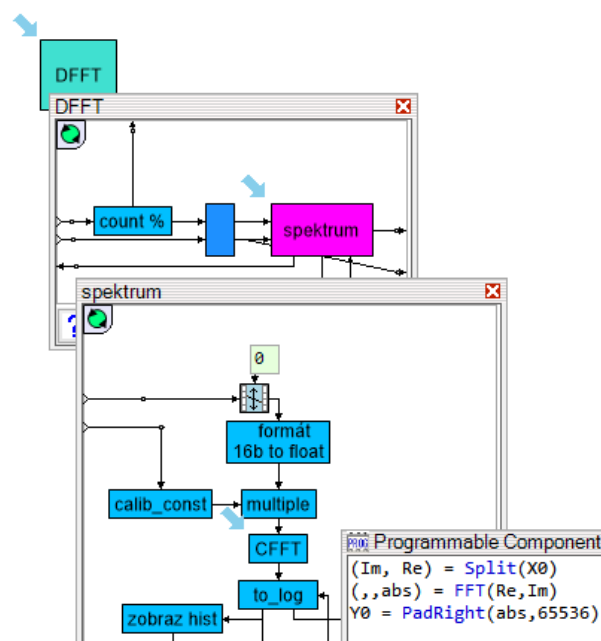 DFFT
DFFT
count %
spektrum
?
spektrum
0
formát
16b to float
calib_const
multiple
CFFT
to_log
zobraz hist
PROG Programmable Component
(Im, Re) = Split(X0)
(,,abs) = FFT(Re,Im)
Y0 = PadRight(abs,65536)